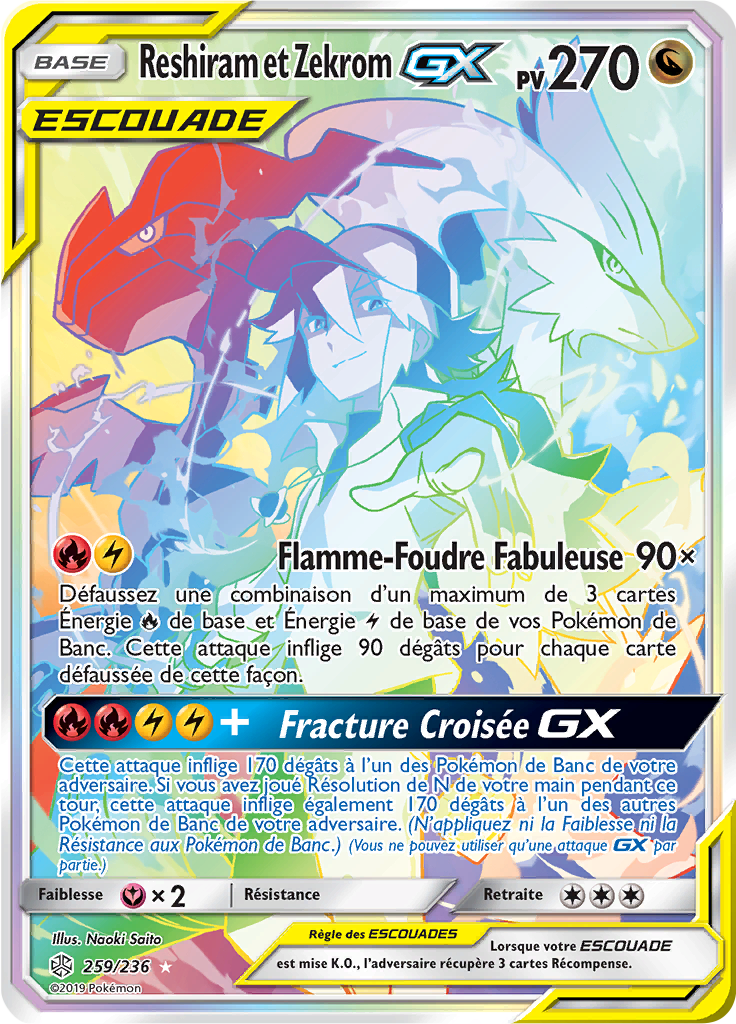 BASE Reshiram et Zekrom GX PV270
ESCOUADE
Flamme-Foudre Fabuleuse 90×
Défaussez une combinaison d'un maximum de 3 cartes
Énergie de base et Énergie de base de vos Pokémon de
Banc. Cette attaque inflige 90 dégâts pour chaque carte
défaussée de cette façon.
+ Fracture Croisée GX
Cette attaque inflige 170 dégâts à l'un des Pokémon de Banc de votre
adversaire. Si vous avez joué Résolution de N de votre main pendant ce
tour, cette attaque inflige également 170 dégâts à l'un des autres
Pokémon de Banc de votre adversaire. (N'appliquez ni la Faiblesse ni la
Résistance aux Pokémon de Banc.) (Vous ne pouvez utiliser qu'une attaque GX par
partie.)
Faiblesse ×2 Résistance Retraite
Illus. Naoki Saito
259/236
©2019 Pokémon
Règle des ESCOUADES
Lorsque votre ESCOUADE
est mise K.O., l'adversaire récupère 3 cartes Récompense.